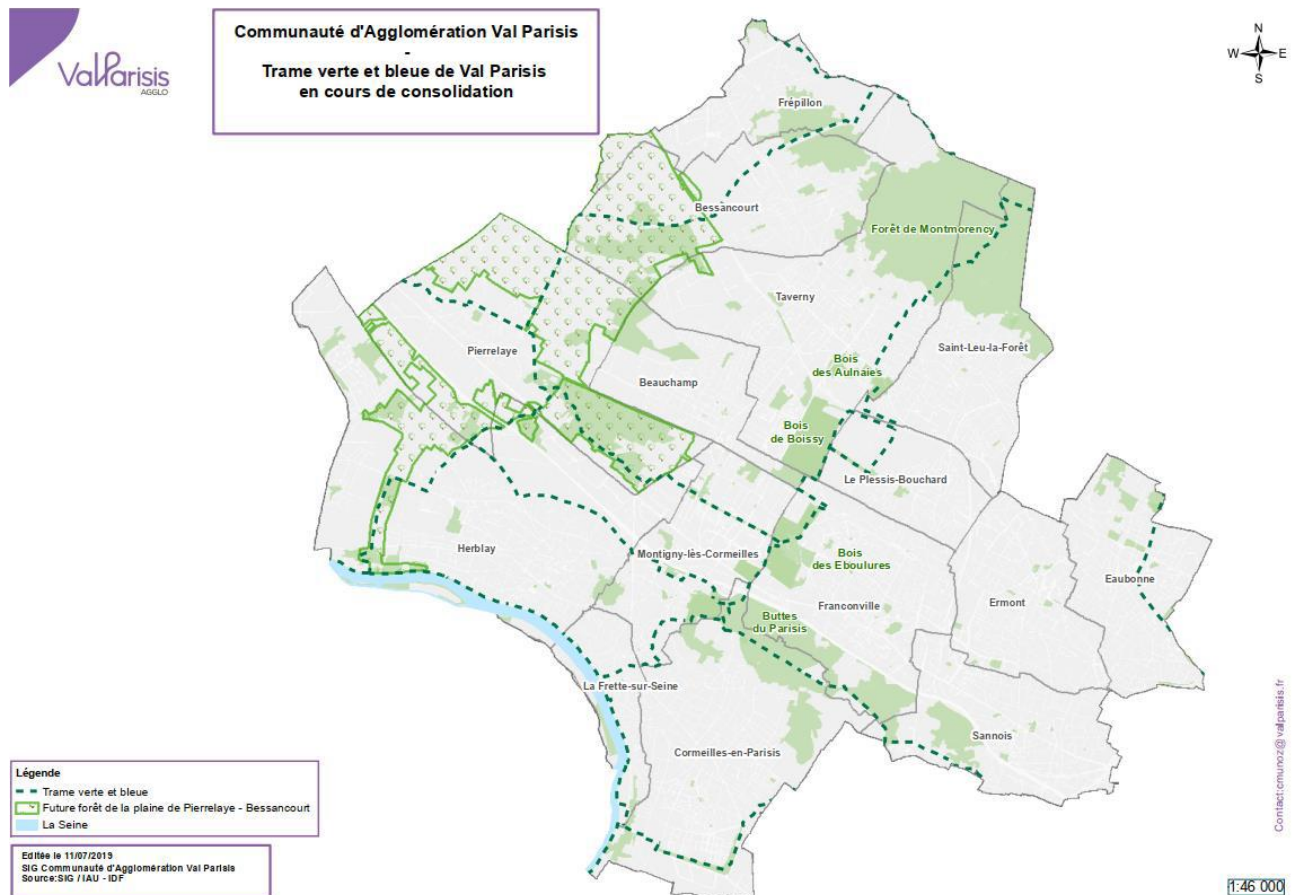 ValParisis
AGGLO
Communauté d'Agglomération Val Parisis
-
Trame verte et bleue de Val Parisis
en cours de consolidation
N
W E
S
Frépillon
Bessancourt
Forêt de Montmorency
Taverny
Pierrelaye
Saint-Leu-la-Forêt
Bois
des Aulnaies
Beauchamp
Bois
de Boissy
Le Plessis-Bouchard
Herblay
Montigny-lès-Cormeilles
Bois
des Eboulures
Eaubonne
Franconville
Ermont
Buttes
du Parisis
La Frette-sur-Seine
Sannois
Cormeilles-en-Parisis
Légende
Trame verte et bleue
Future forêt de la plaine de Pierrelaye - Bessancourt
La Seine
Editée le 11/07/2019
SIG Communauté d'Agglomération Val Parisis
Source:SIG / IAU - IDF
Contact:cmunoz@valparisis.fr
1:46 000